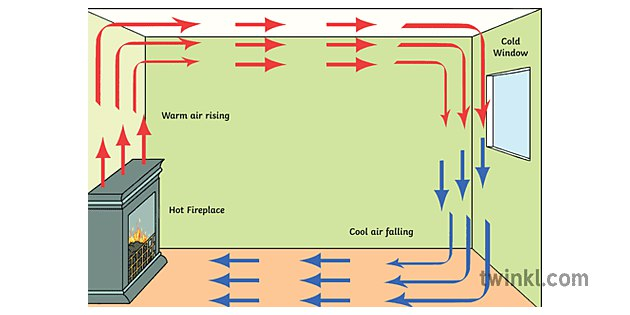 Cold
Window
Warm air rising
Hot Fireplace
Cool air falling
twinkl.com